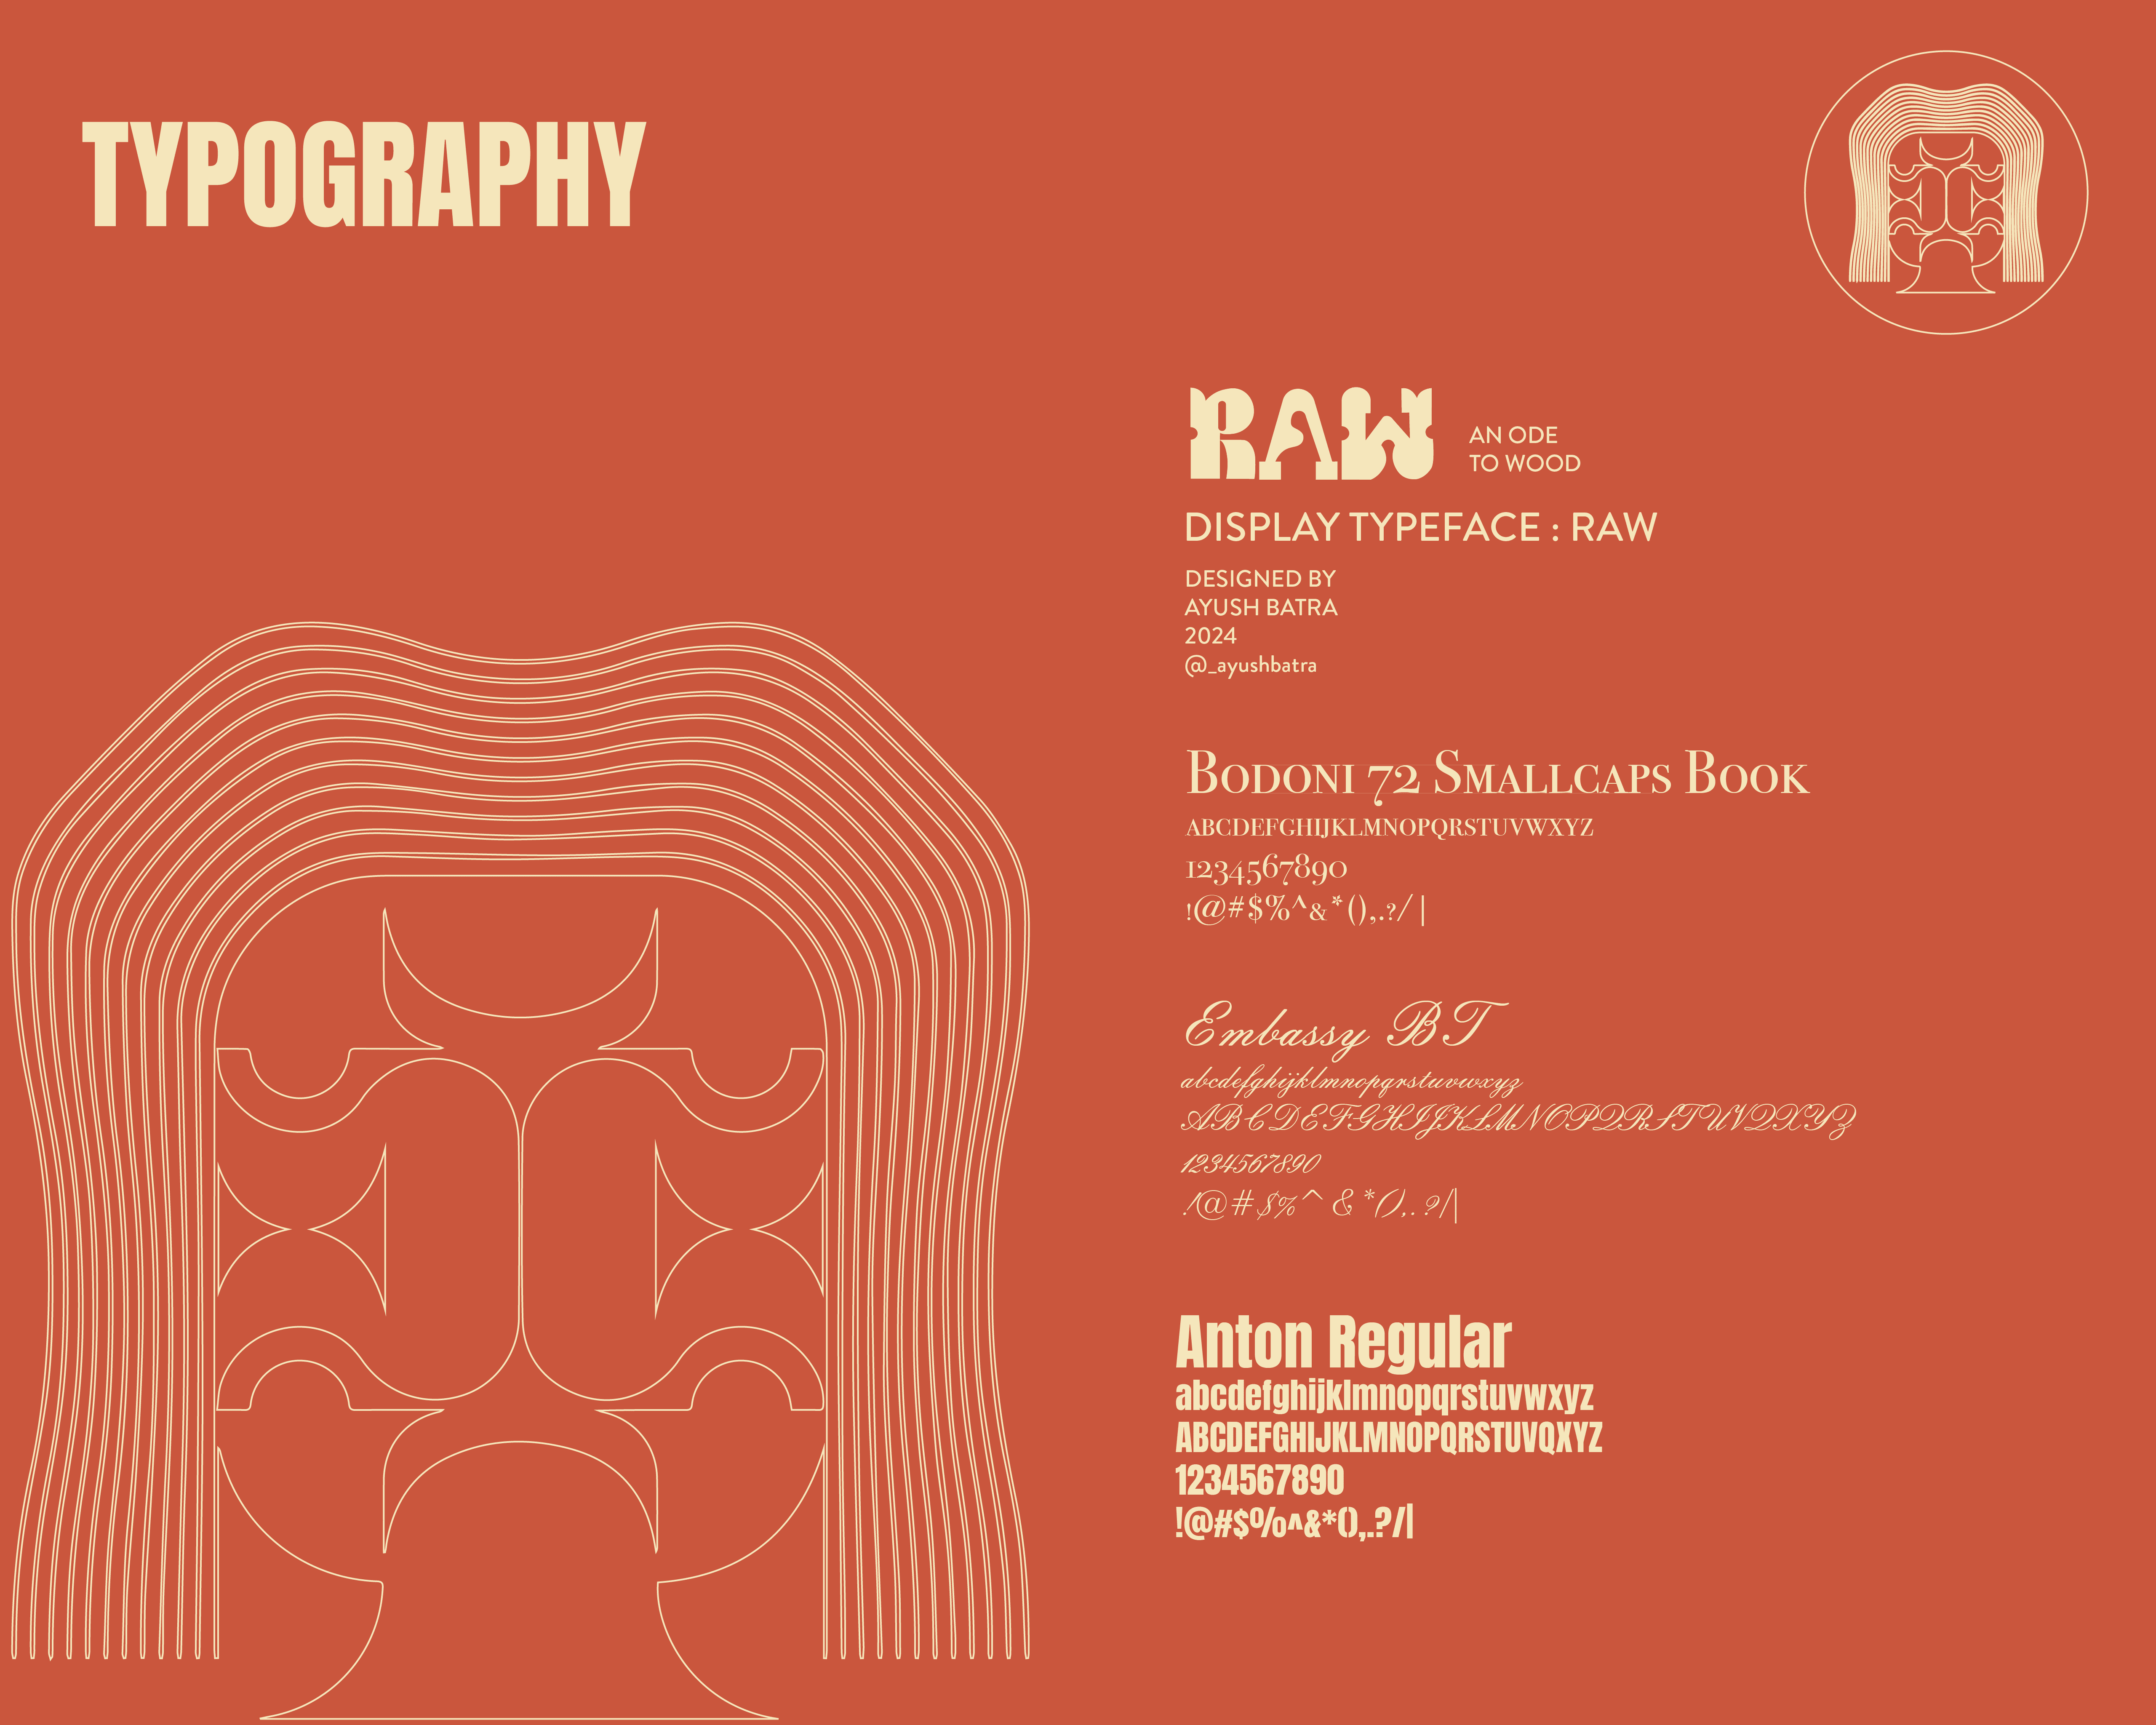 TYPOGRAPHY
RAW
AN ODE
TO WOOD
DISPLAY TYPEFACE : RAW
DESIGNED BY
AYUSH BATRA
2024
@_ayushbatra
Bodoni 72 Smallcaps Book
ABCDEFGHIJKLMNOPQRSTUVWXYZ
1234567890
!@#$%^&*(),.?/|
Embassy BT
abcdefghijklmnopqrstuvwxyz
ABCDEFGHIJKLMNOPQRSTUVQXYZ
1234567890
!@#$%^&*(),.?/|
Anton Regular
abcdefghijklmnopqrstuvwxyz
ABCDEFGHIJKLMNOPQRSTUVQXYZ
1234567890
!@#$%^&*(),.?/|